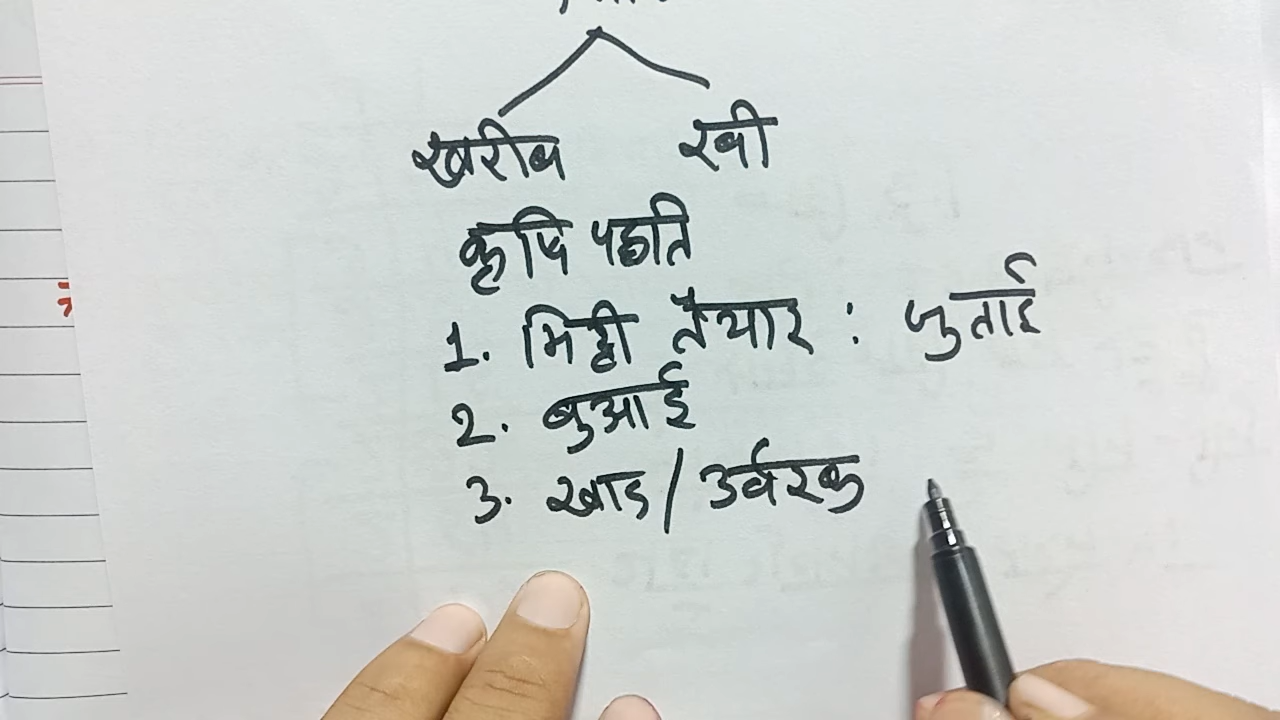 खरीब रबी
कृषि पद्धति
1. मिट्टी तैयार : जुताई
2. बुआई
3. खाद / उर्वरक